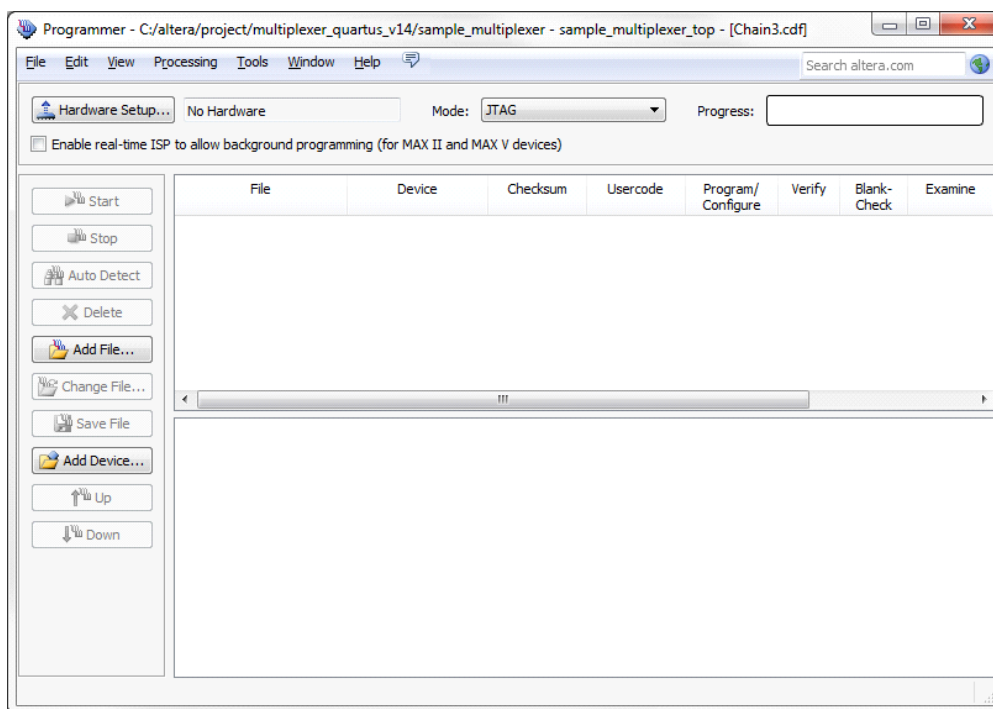 Programmer - C:/altera/project/multiplexer_quartus_v14/sample_multiplexer - sample_multiplexer_top - [Chain3.cdf]
File Edit View Processing Tools Window Help Search altera.com
Hardware Setup... No Hardware Mode: JTAG Progress:
Enable real-time ISP to allow background programming (for MAX II and MAX V devices)
File Device Checksum Usercode Program/ Verify Blank- Examine
Configure Check
Start
Stop
Auto Detect
Delete
Add File...
Change File...
Save File
Add Device...
Up
Down